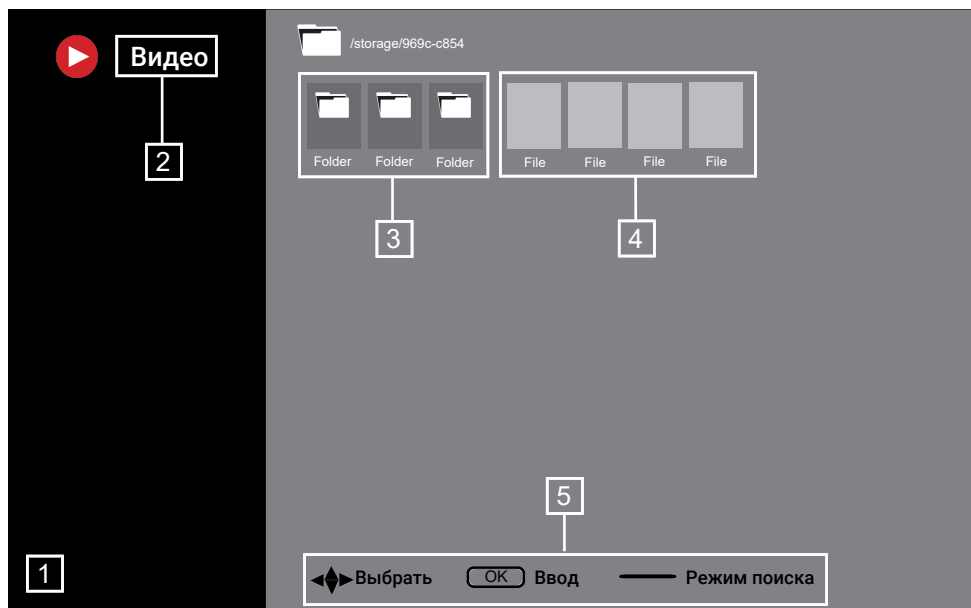 Видео
2
1
/storage/969c-c854
Folder Folder Folder
File File File File
3
4
5
Выбрать OK Ввод Режим поиска